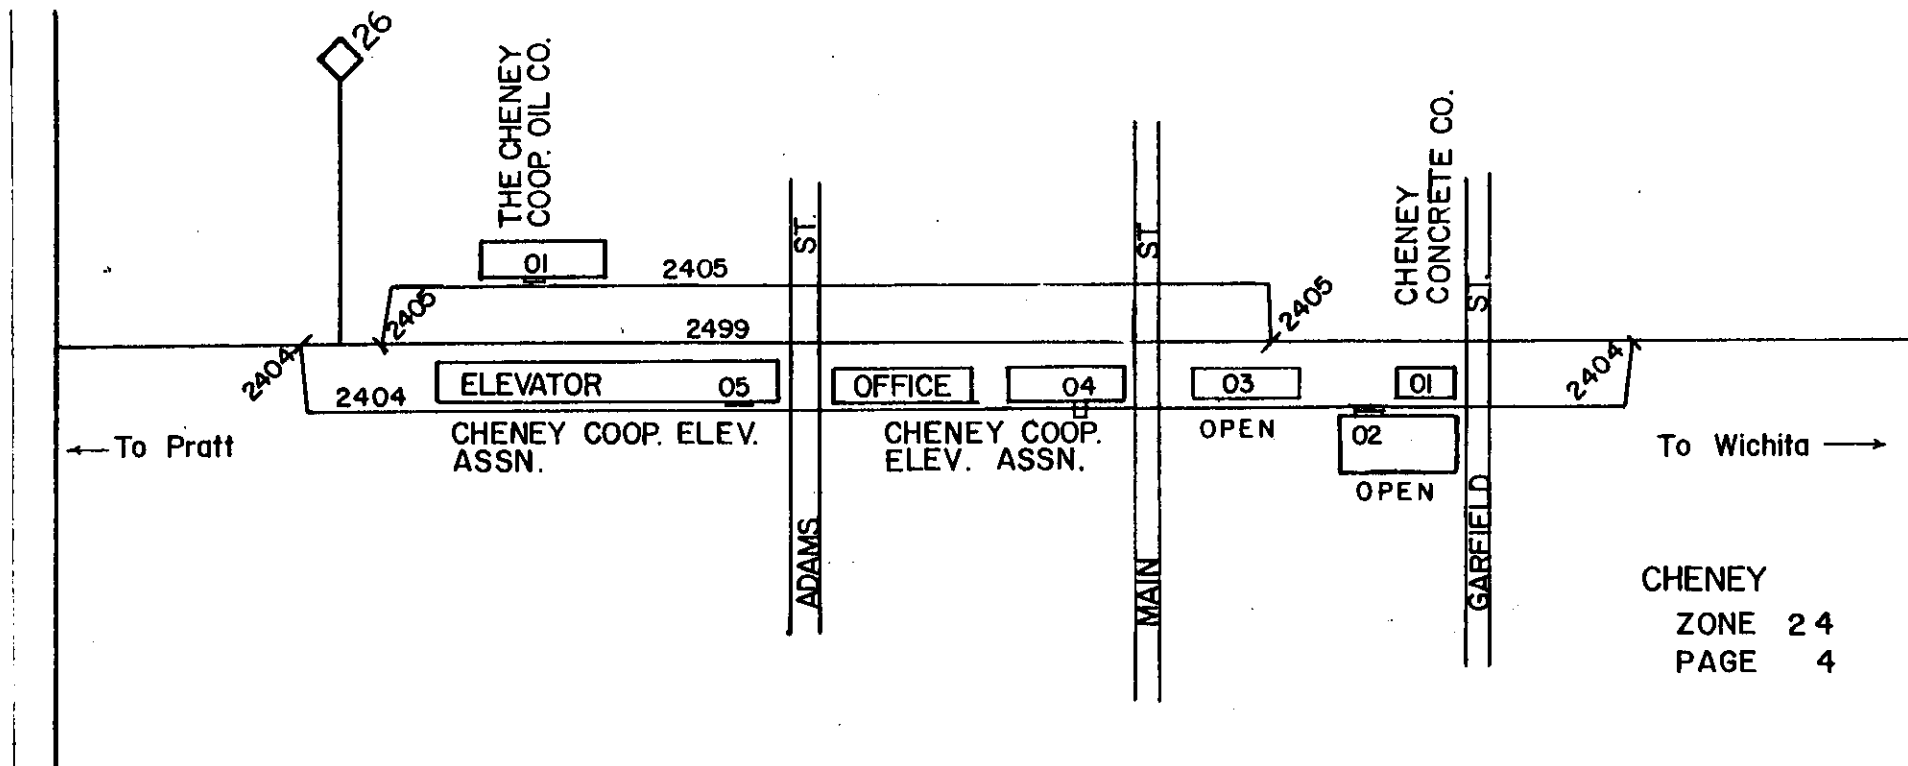 26
THE CHENEY
COOP. OIL CO.
01
2405
2405
2405
2499
ADAMS ST.
MAIN ST.
GARFIELD ST.
CHENEY
CONCRETE CO.
2404
2404
2404
ELEVATOR 05
OFFICE
04
03
01
CHENEY COOP. ELEV.
ASSN.
CHENEY COOP.
ELEV. ASSN.
OPEN
02
OPEN
← To Pratt
To Wichita →
CHENEY
ZONE 24
PAGE 4